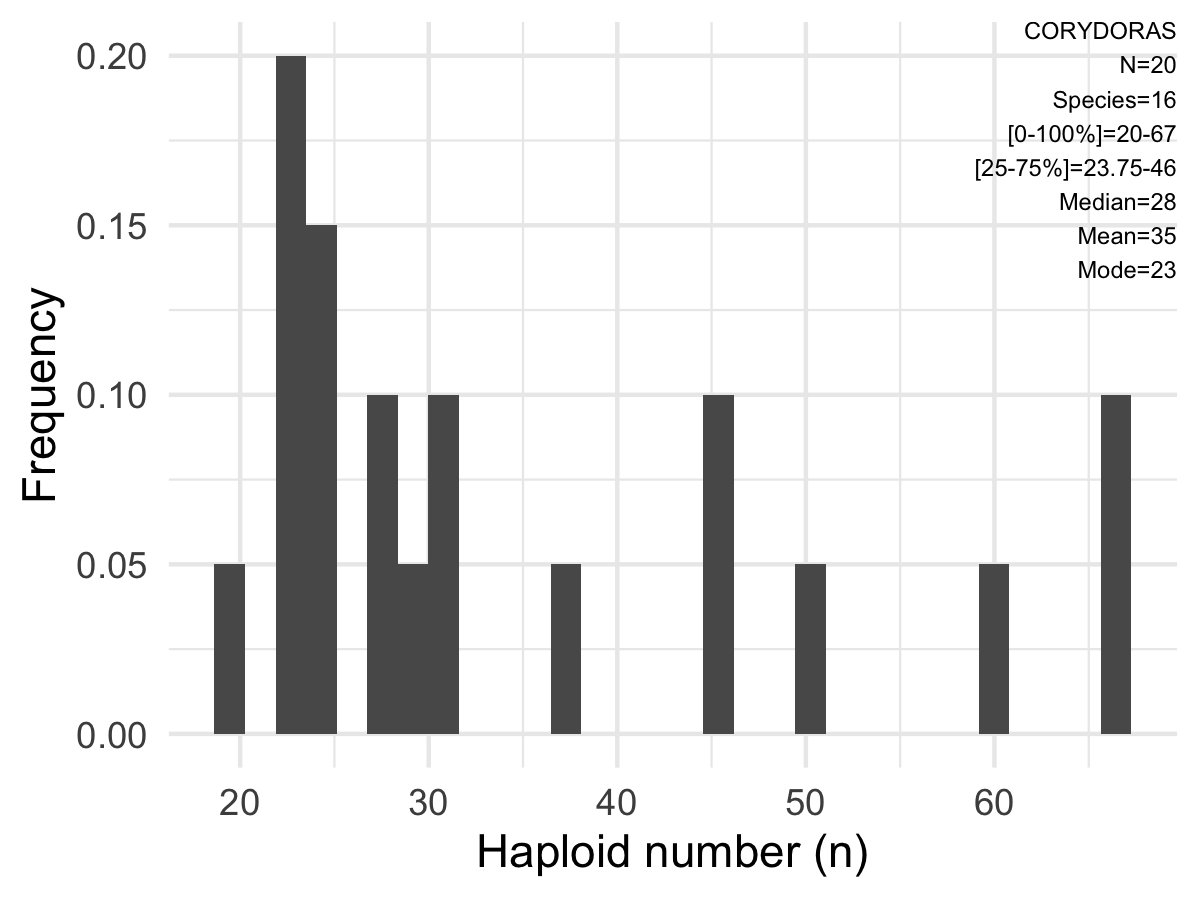 CORYDORAS
N=20
Species=16
[0-100%]=20-67
[25-75%]=23.75-46
Median=28
Mean=35
Mode=23
Frequency
0.20
0.15
0.10
0.05
0.00
20 30 40 50 60
Haploid number (n)